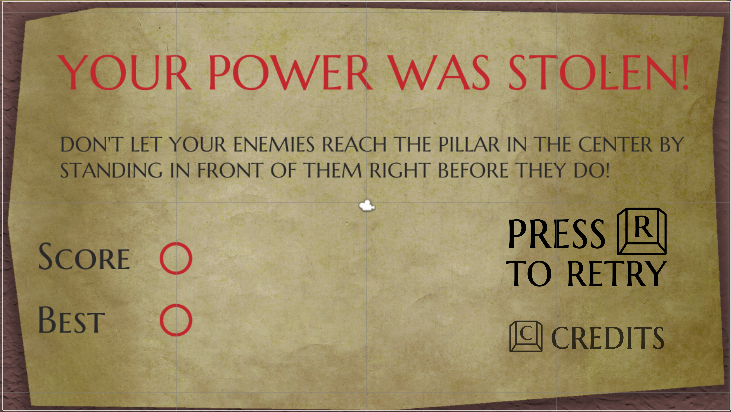 YOUR POWER WAS STOLEN!
DON'T LET YOUR ENEMIES REACH THE PILLAR IN THE CENTER BY
STANDING IN FRONT OF THEM RIGHT BEFORE THEY DO!
SCORE O
BEST O
PRESS R
TO RETRY
C CREDITS